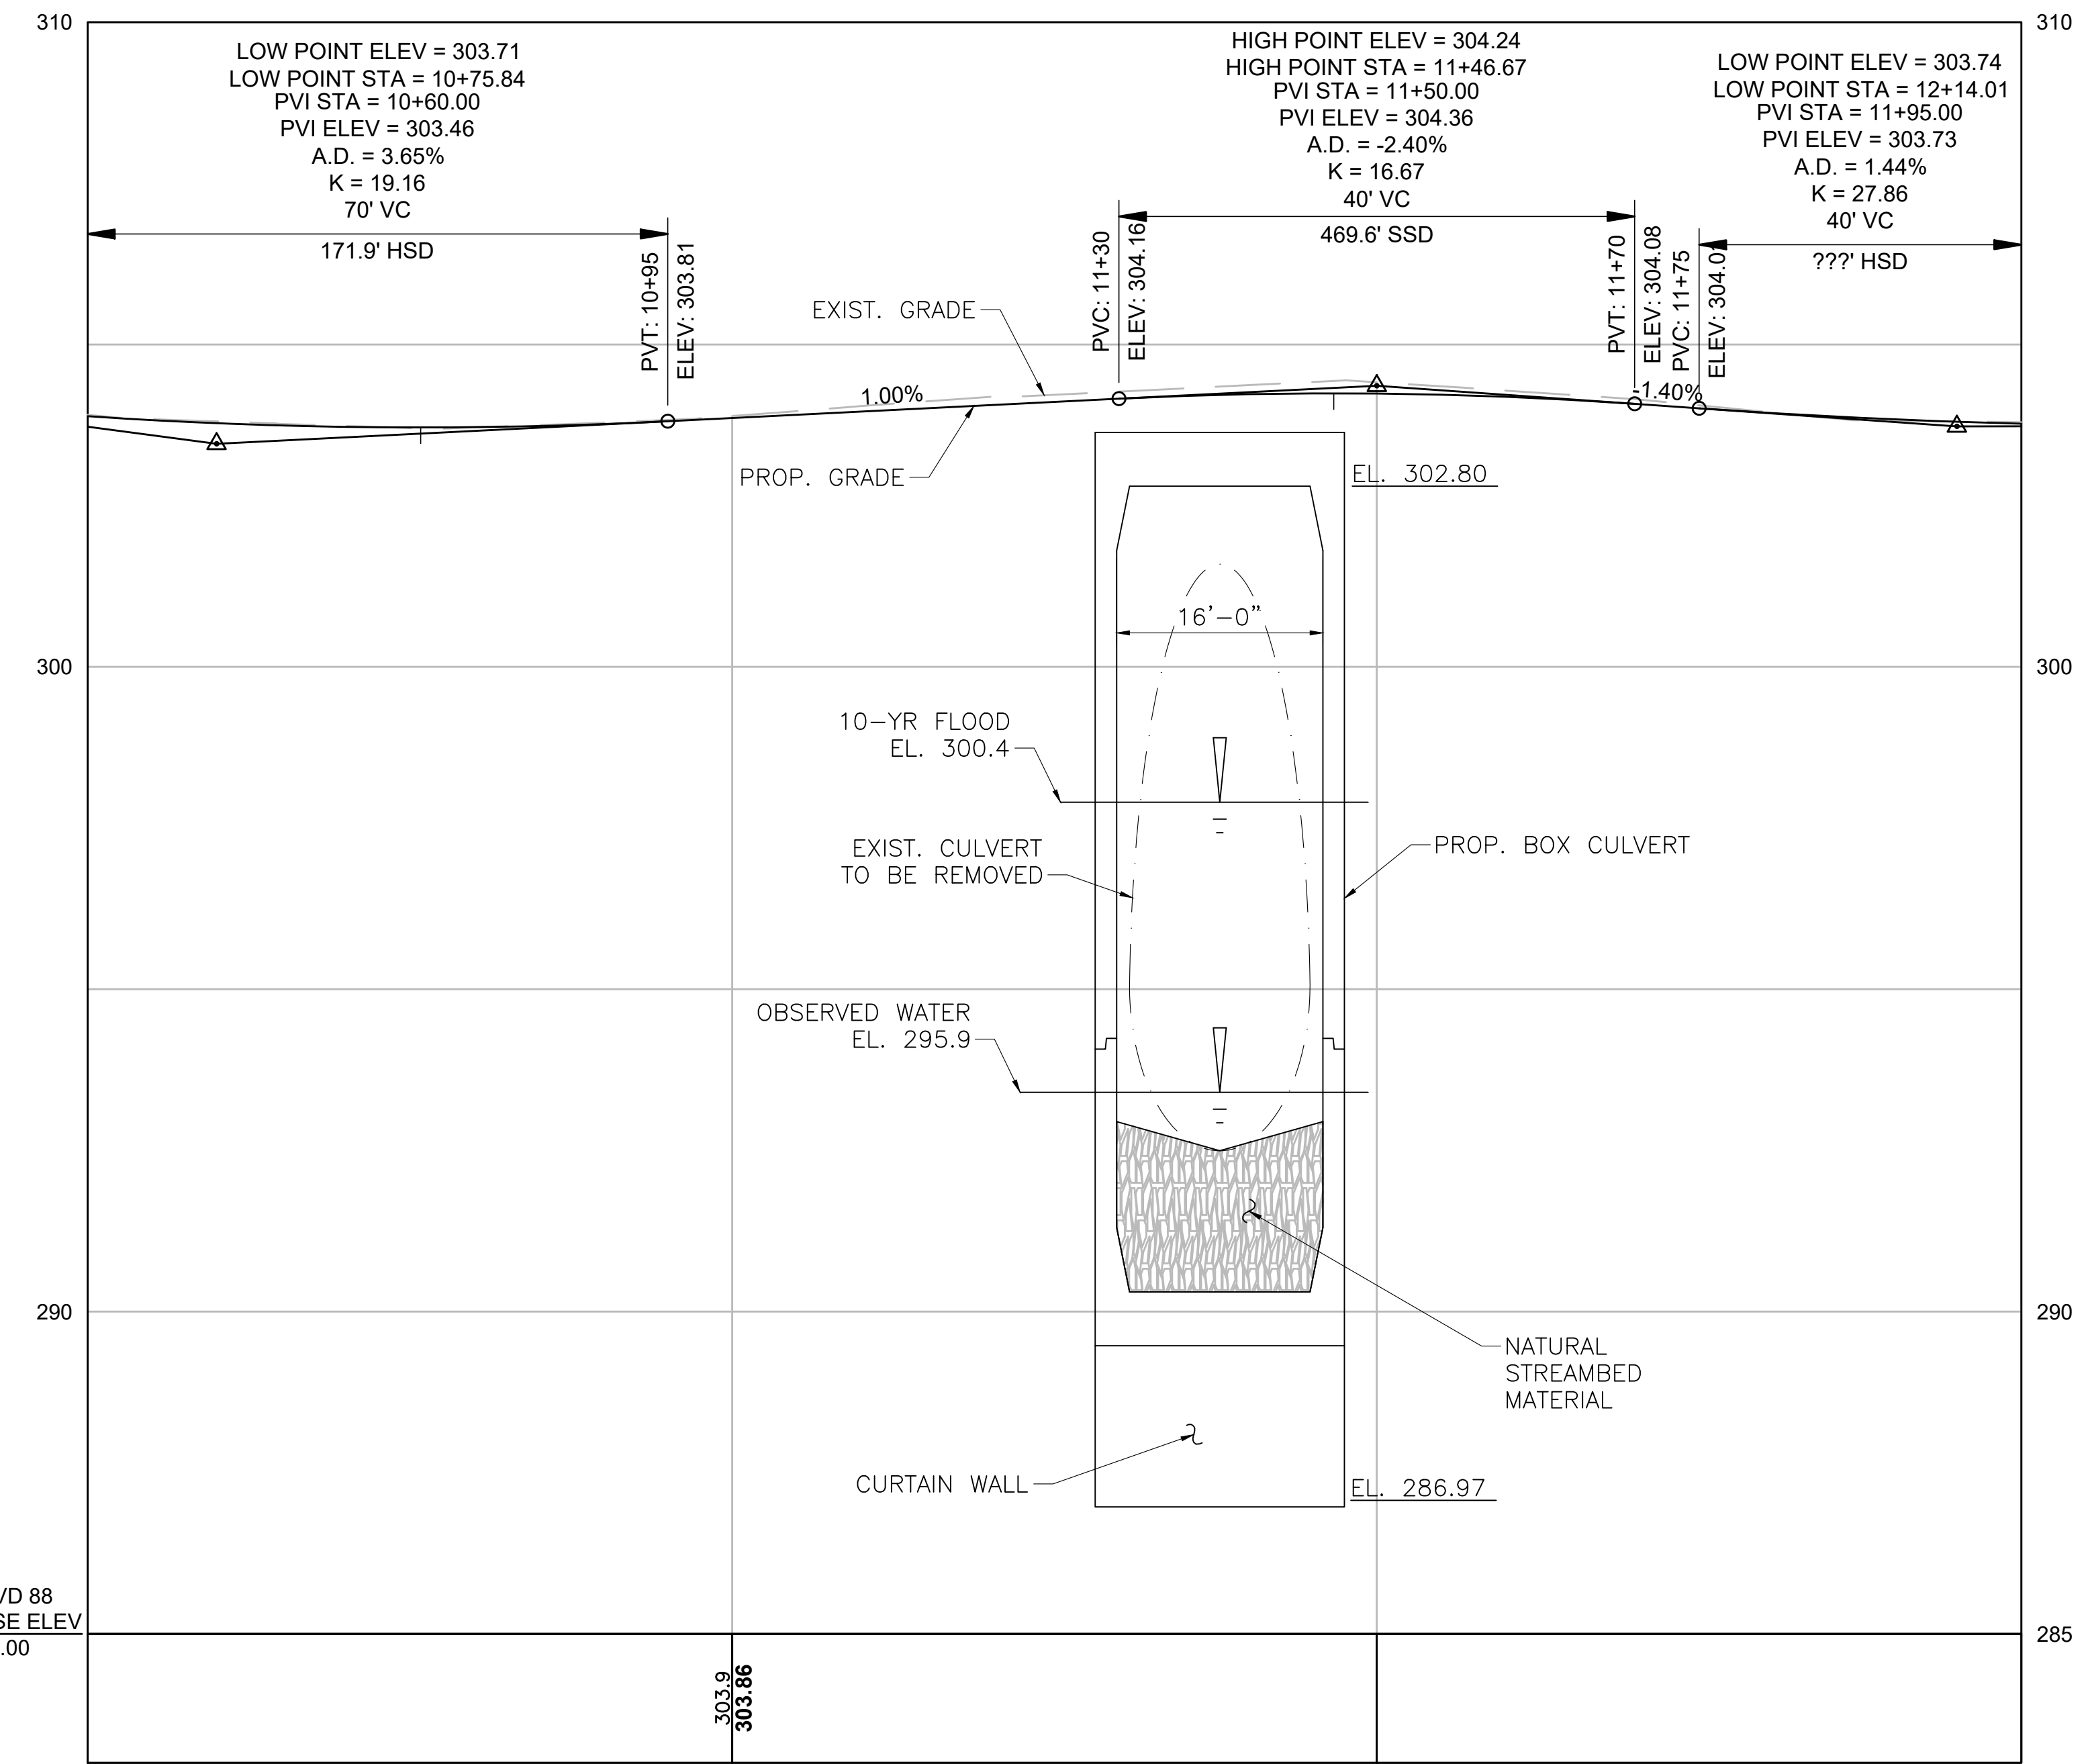 310
310
LOW POINT ELEV = 303.71
LOW POINT STA = 10+75.84
PVI STA = 10+60.00
PVI ELEV = 303.46
A.D. = 3.65%
K = 19.16
70' VC
171.9' HSD
HIGH POINT ELEV = 304.24
HIGH POINT STA = 11+46.67
PVI STA = 11+50.00
PVI ELEV = 304.36
A.D. = -2.40%
K = 16.67
40' VC
469.6' SSD
LOW POINT ELEV = 303.74
LOW POINT STA = 12+14.01
PVI STA = 11+95.00
PVI ELEV = 303.73
A.D. = 1.44%
K = 27.86
40' VC
???' HSD
PVT: 10+95
ELEV: 303.81
PVC: 11+30
ELEV: 304.16
PVT: 11+70
ELEV: 304.08
PVC: 11+75
ELEV:
EXIST. GRADE
1.00%
-1.40%
PROP. GRADE
EL. 302.80
16'-0"
300
300
10-YR FLOOD
EL. 300.4
EXIST. CULVERT
TO BE REMOVED
PROP. BOX CULVERT
OBSERVED WATER
EL. 295.9
290
290
NATURAL
STREAMBED
MATERIAL
CURTAIN WALL
EL. 286.97
88
ELEV
.00
285
303.9
303.86